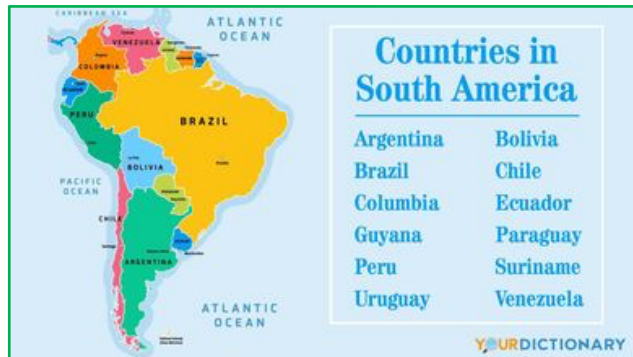 CARIBBEAN SEA
ATLANTIC
OCEAN
VENEZUELA
COLOMBIA
ECUADOR
PERU
BRAZIL
BOLIVIA
PACIFIC
OCEAN
CHILE
ARGENTINA
ATLANTIC
OCEAN
Countries in
South America
Argentina Bolivia
Brazil Chile
Columbia Ecuador
Guyana Paraguay
Peru Suriname
Uruguay Venezuela
YOURDICTIONARY